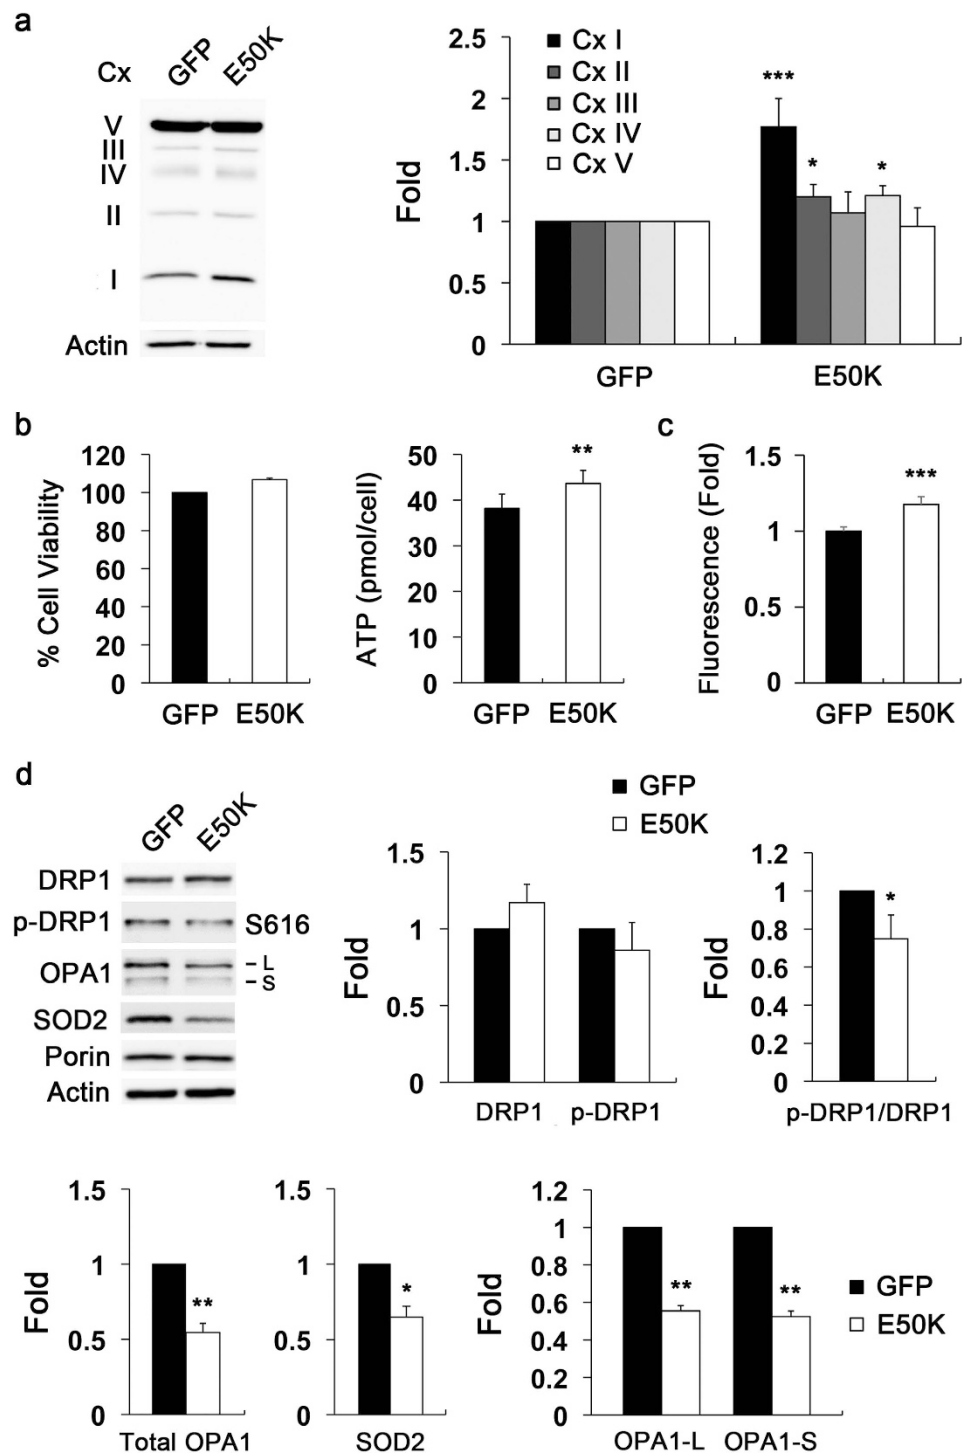 a
Cx GFP E50K
V
III
IV
II
I
Actin
Fold
2.5
2
1.5
1
0.5
0
Cx I
Cx II
Cx III
Cx IV
Cx V
***
*
*
GFP E50K
b
% Cell Viability
120
100
80
60
40
20
0
GFP E50K
ATP (pmol/cell)
50
40
30
20
10
0
**
GFP E50K
c
Fluorescence (Fold)
1.5
1
0.5
0
***
GFP E50K
d
GFP E50K
DRP1
p-DRP1 S616
OPA1 – L
– S
SOD2
Porin
Actin
GFP
E50K
Fold
1.5
1
0.5
0
DRP1 p-DRP1
Fold
1.2
1
0.8
0.6
0.4
0.2
0
*
p-DRP1/DRP1
Fold
1.5
1
0.5
0
**
Total OPA1
1.5
1
0.5
0
*
SOD2
Fold
1.2
1
0.8
0.6
0.4
0.2
0
**
**
OPA1-L OPA1-S
GFP
E50K